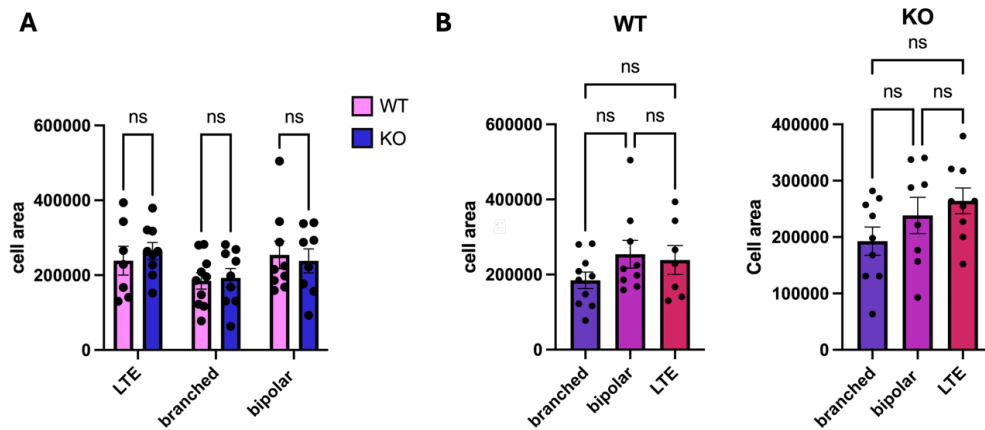 A
WT
KO
ns
ns
ns
600000
400000
200000
0
cell area
LTE
branched
bipolar
B
WT
ns
ns
ns
600000
400000
200000
0
cell area
branched
bipolar
LTE
KO
ns
ns
ns
400000
300000
200000
100000
0
Cell area
branched
bipolar
LTE